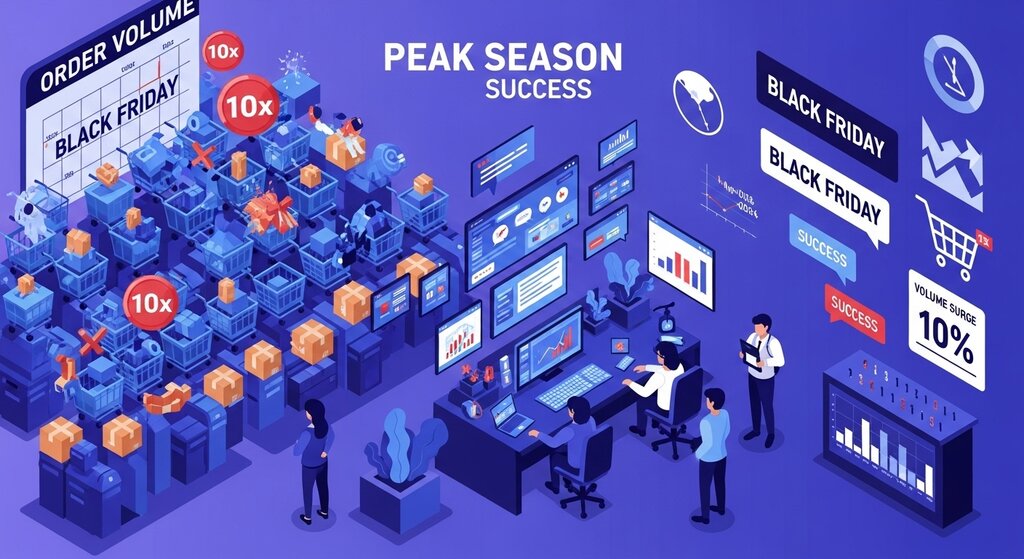 ORDER VOLUME
BLACK FRIDAY
10x
10x
10x
PEAK SEASON
SUCCESS
BLACK FRIDAY
BLACK FRIDAY
SUCCESS
SUCCESS
VOLUME SURGE
10%